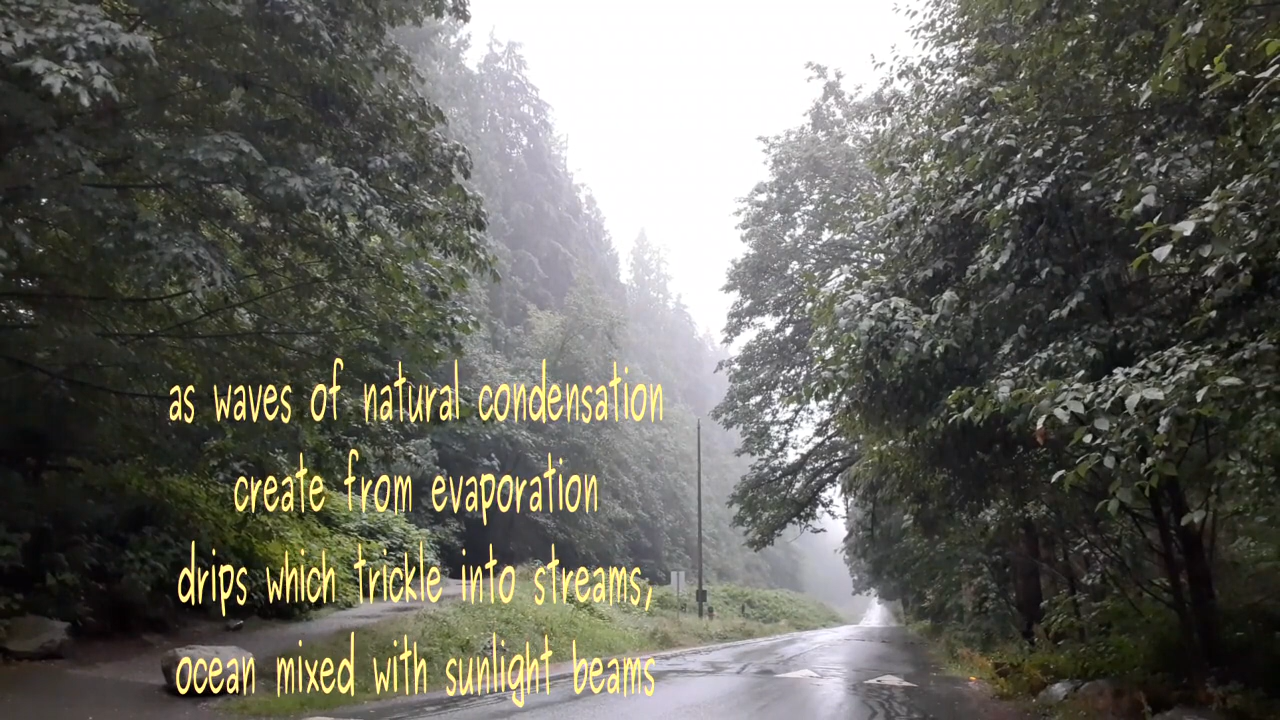 as waves of natural condensation
create from evaporation
drips which trickle into streams,
ocean mixed with sunlight beams